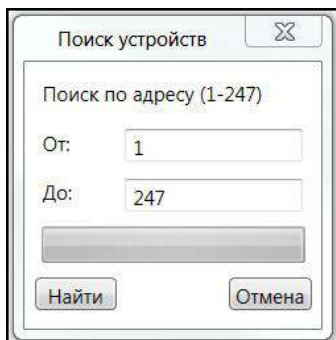 Поиск устройств
Поиск по адресу (1-247)
От: 1
До: 247
Найти Отмена